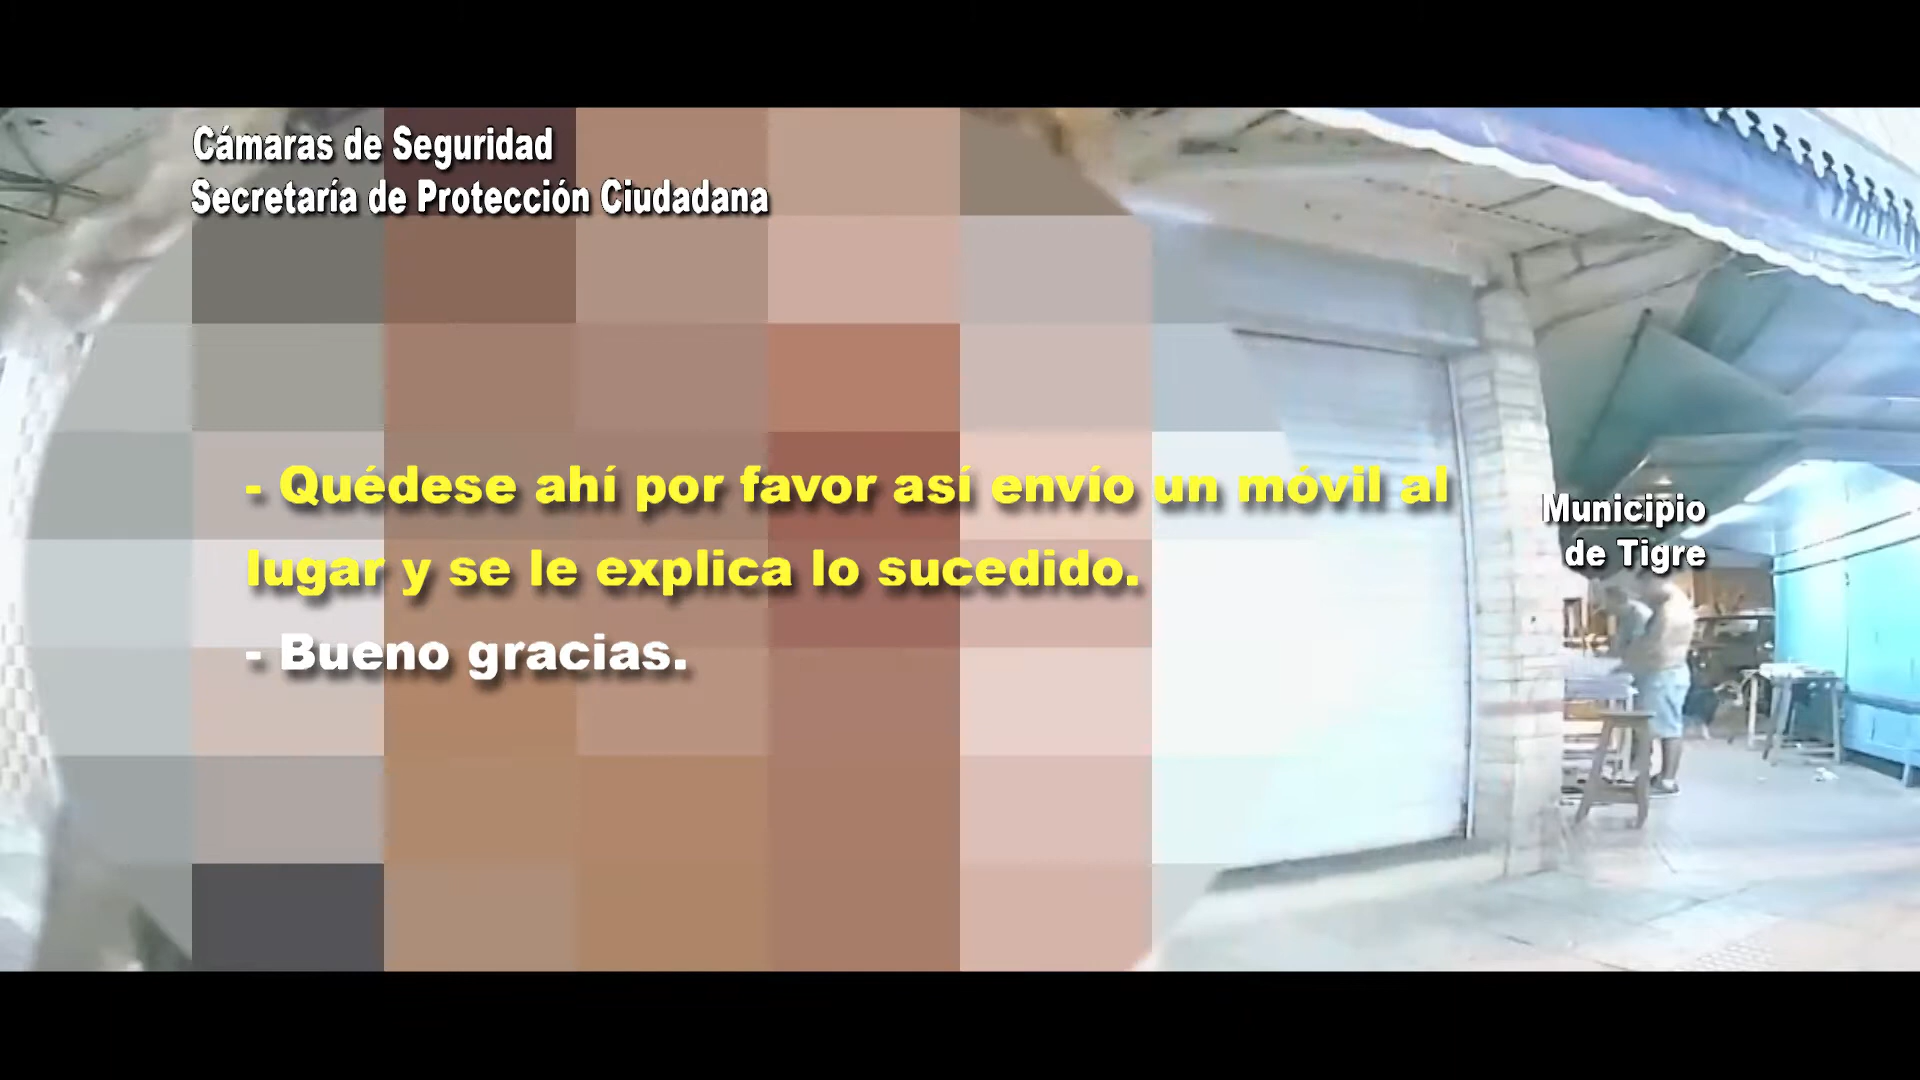 Cámaras de Seguridad
Secretaría de Protección Ciudadana
- Quédese ahí por favor así envío un móvil al
lugar y se le explica lo sucedido.
- Bueno gracias.
Municipio
de Tigre